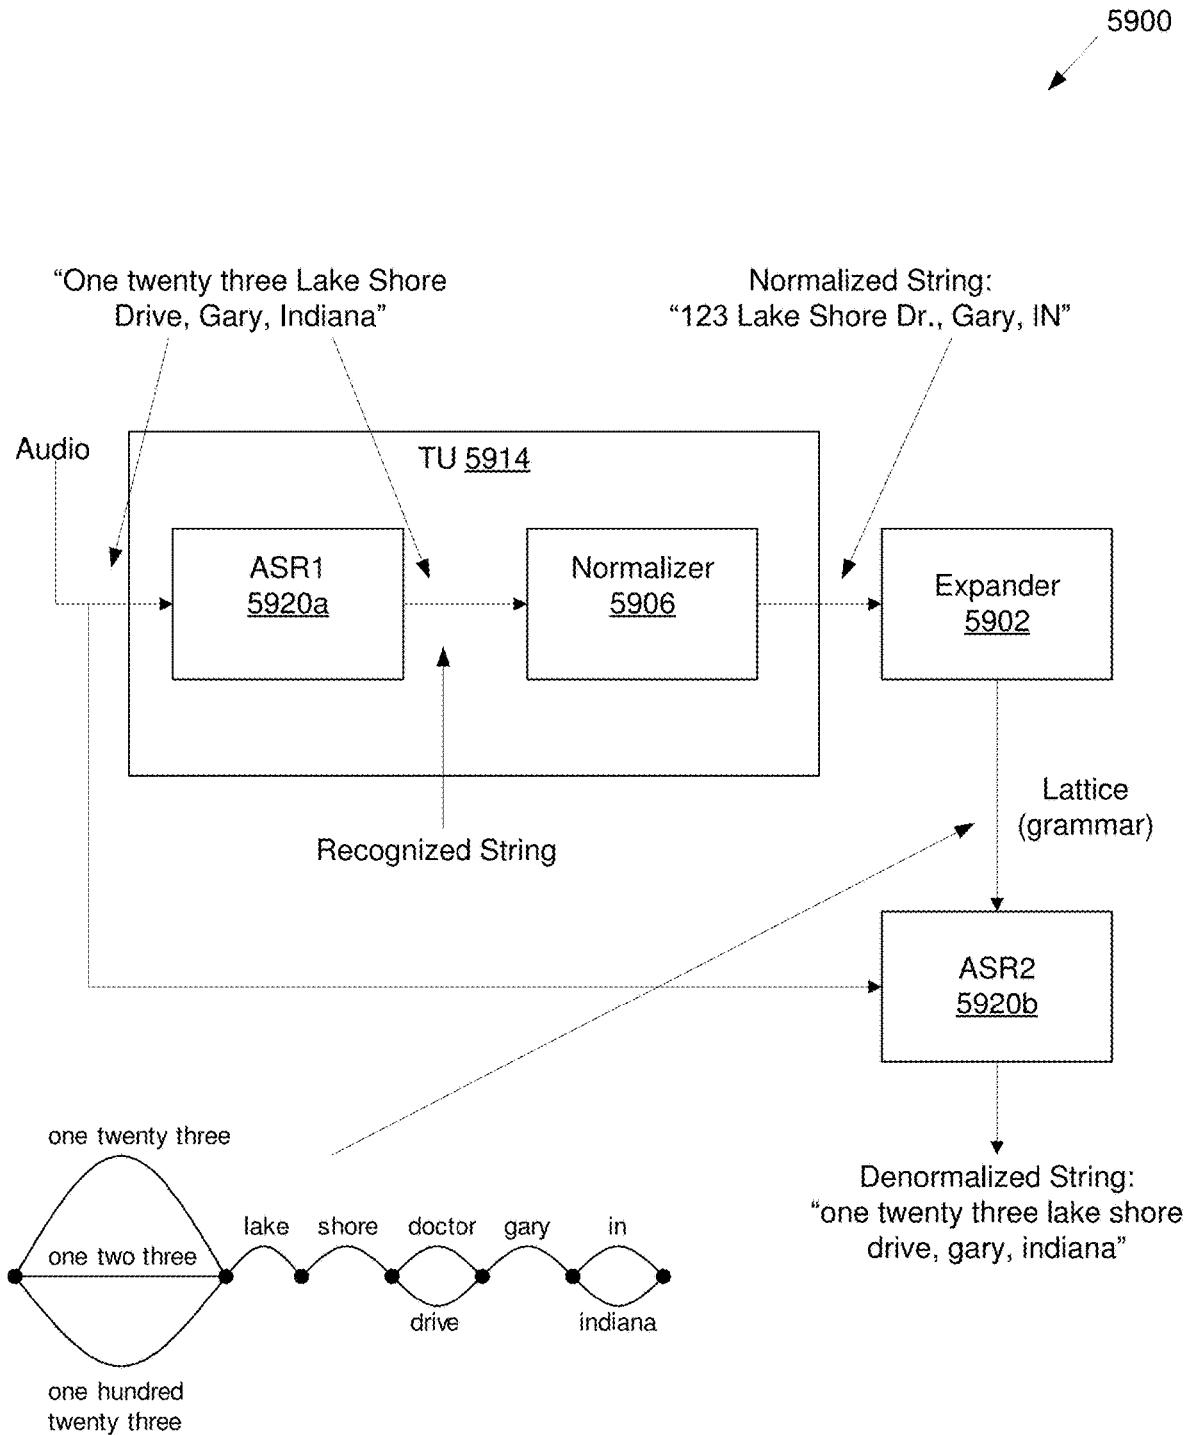 5900
“One twenty three Lake Shore
Drive, Gary, Indiana”
Normalized String:
“123 Lake Shore Dr., Gary, IN”
Audio
TU 5914
ASR1
5920a
Normalizer
5906
Expander
5902
Recognized String
Lattice
(grammar)
ASR2
5920b
Denormalized String:
“one twenty three lake shore
drive, gary, indiana”
one twenty three
one two three
one hundred
twenty three
lake
shore
doctor
drive
gary
in
indiana